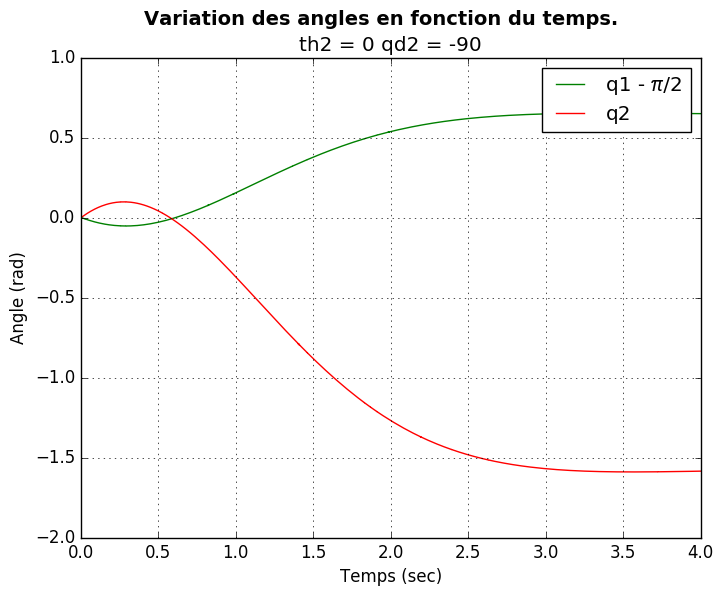 Variation des angles en fonction du temps.
th2 = 0 qd2 = -90
1.0
0.5
0.0
−0.5
−1.0
−1.5
−2.0
Angle (rad)
q1 - π/2
q2
0.0 0.5 1.0 1.5 2.0 2.5 3.0 3.5 4.0
Temps (sec)